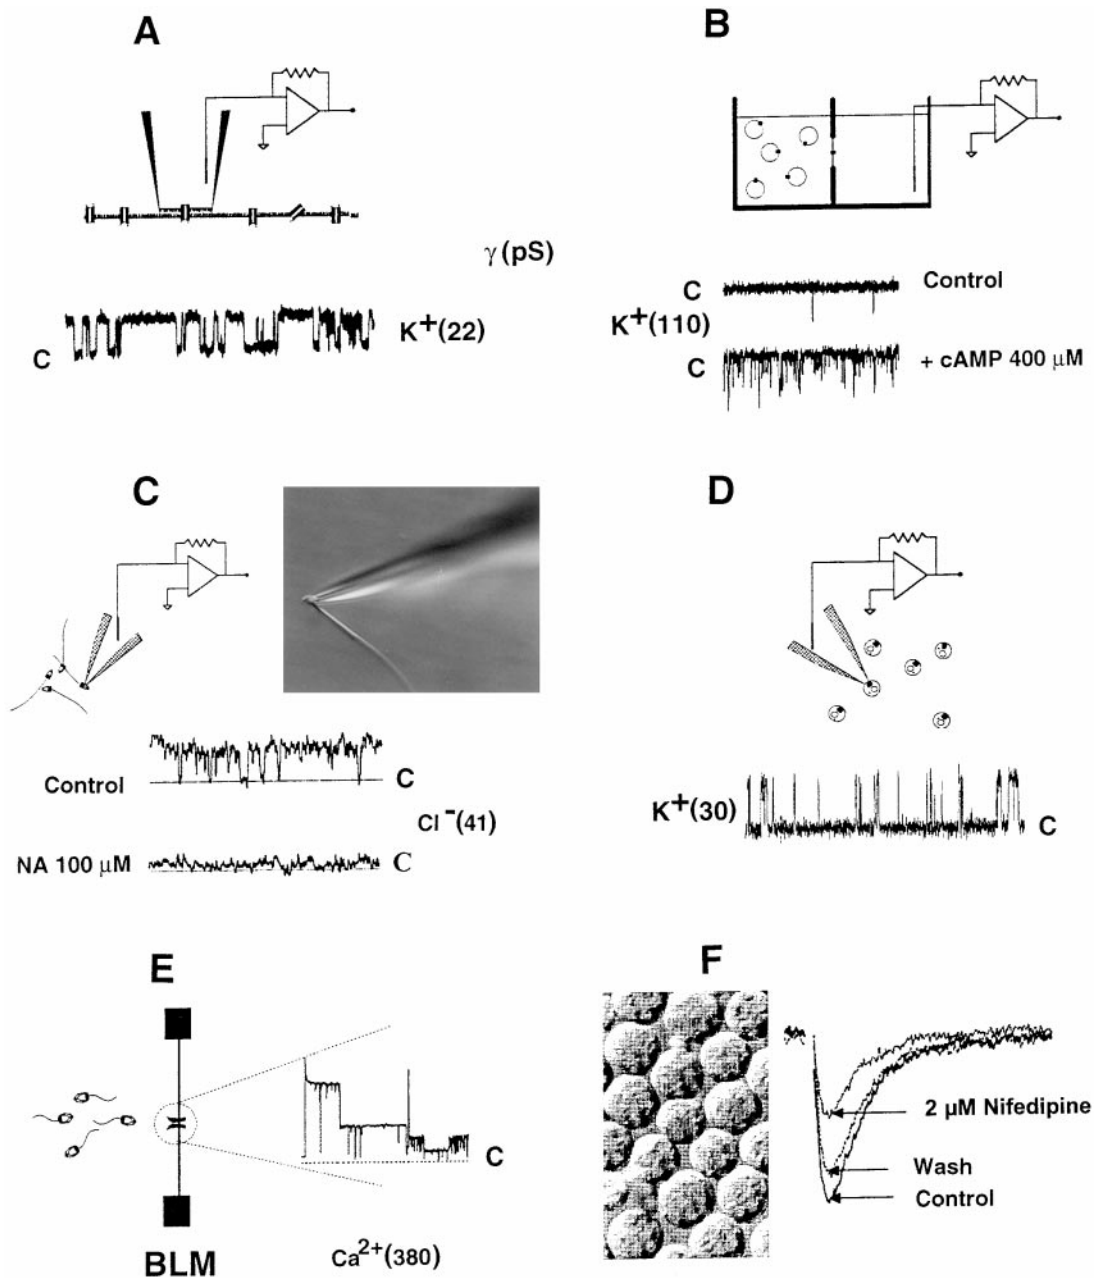 A
B
γ (pS)
K+(22)
C
C
Control
K+(110)
C
+ cAMP 400 μM
C
D
Control
C
Cl-(41)
NA 100 μM
C
K+(30)
C
E
F
C
2 μM Nifedipine
Wash
Control
BLM
Ca2+(380)